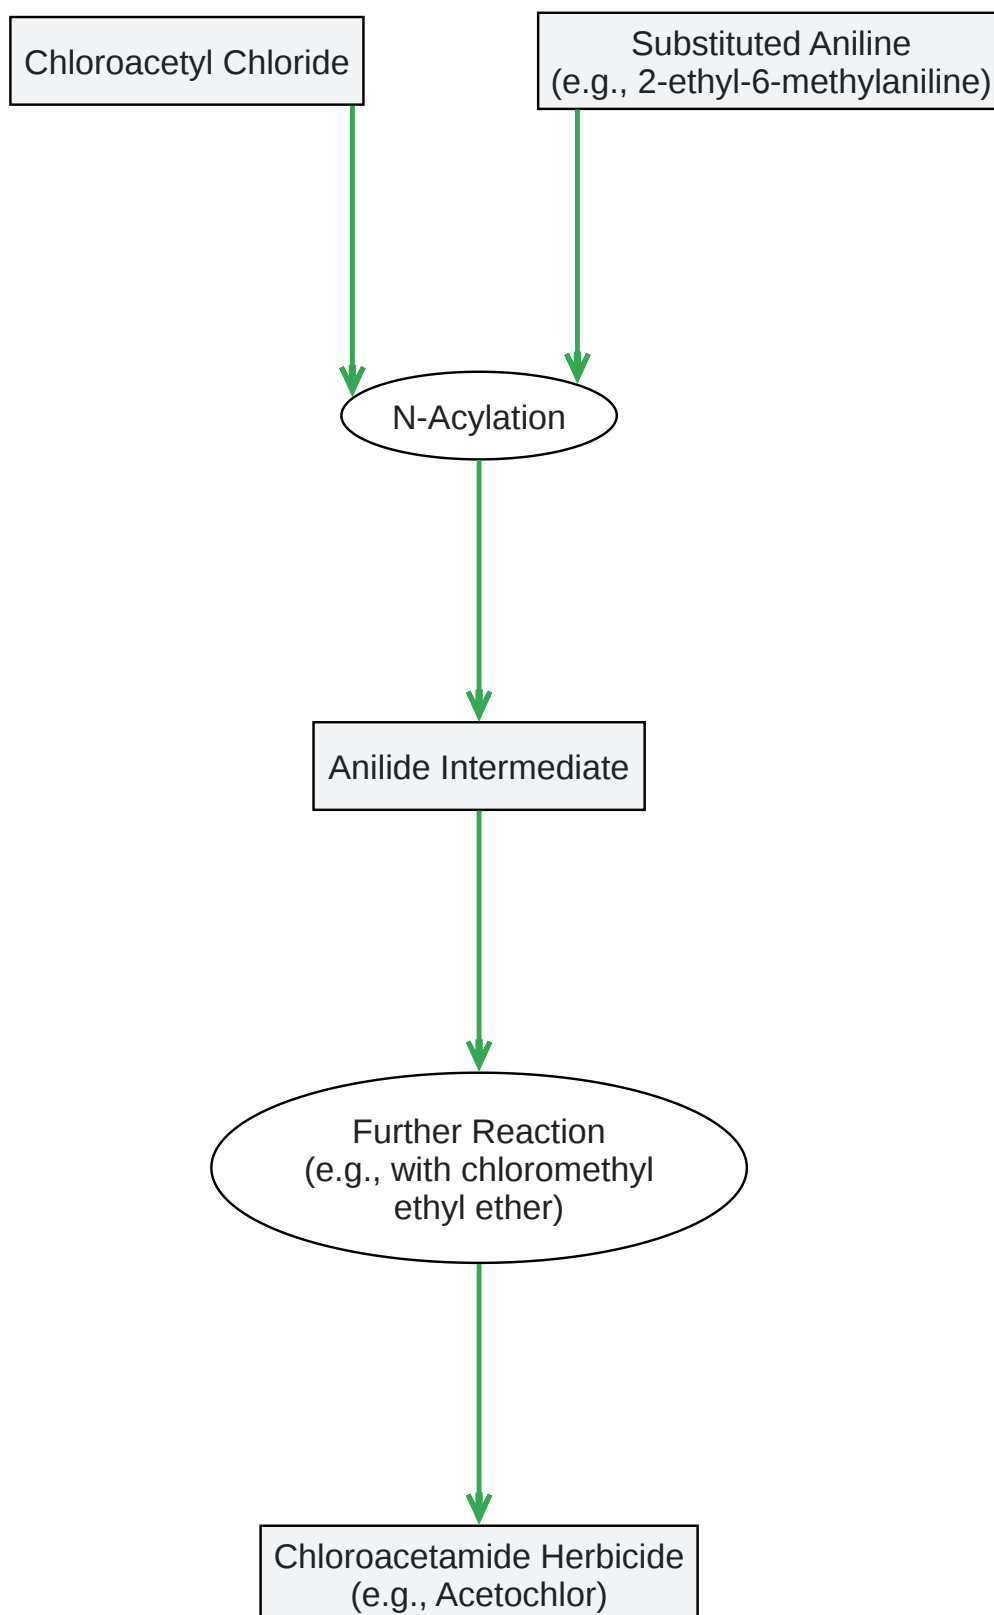 Chloroacetyl Chloride
Substituted Aniline
(e.g., 2-ethyl-6-methylaniline)
N-Acylation
Anilide Intermediate
Further Reaction
(e.g., with chloromethyl
ethyl ether)
Chloroacetamide Herbicide
(e.g., Acetochlor)